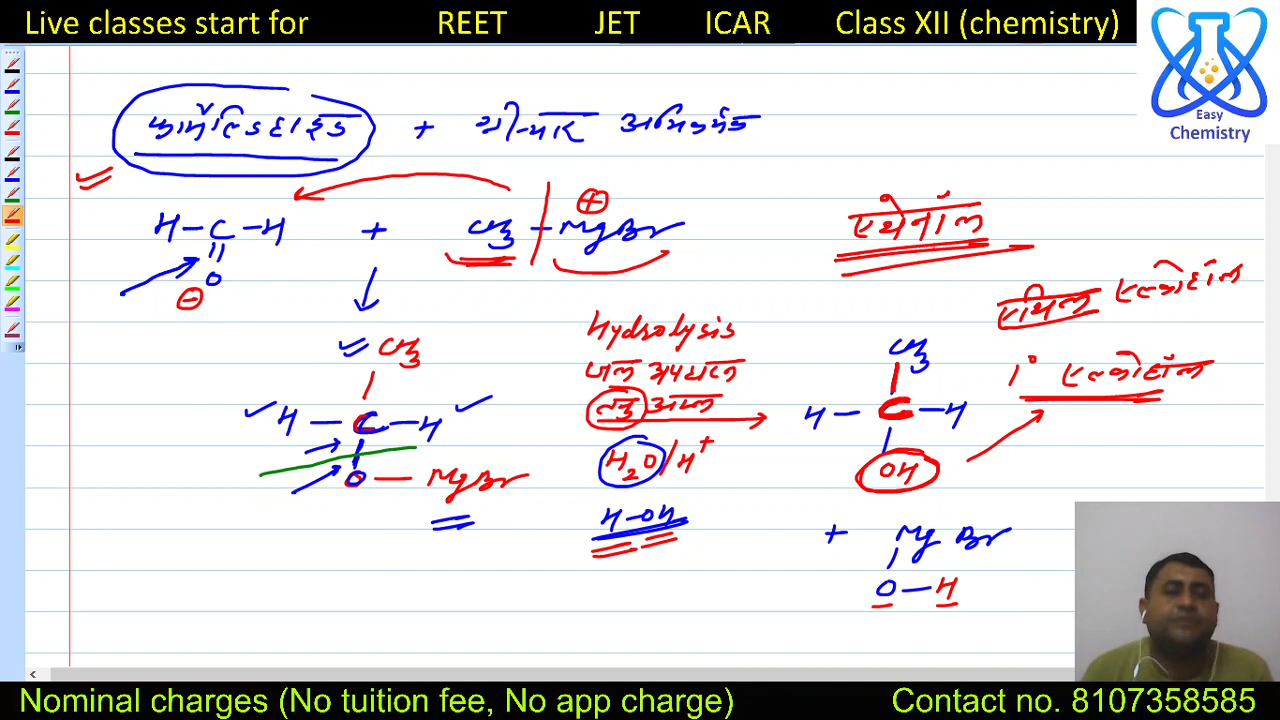 Live classes start for REET JET ICAR Class XII (chemistry)
Easy
Chemistry
फार्मेल्डिहाइड + ग्रीन्यार अभिकर्मक
H-C-H + CH3-MgBr
⊕
||
O
⊖
एथेनॉल
एथिल एल्कोहॉल
1° एल्कोहॉल
CH3
H-C-H
O-MgBr
Hydrolysis
जल अपघटन
तनु अम्ल
H2O/H+
H-OH
CH3
H-C-H
OH
+ MgBr
O-H
Nominal charges (No tuition fee, No app charge) Contact no. 8107358585